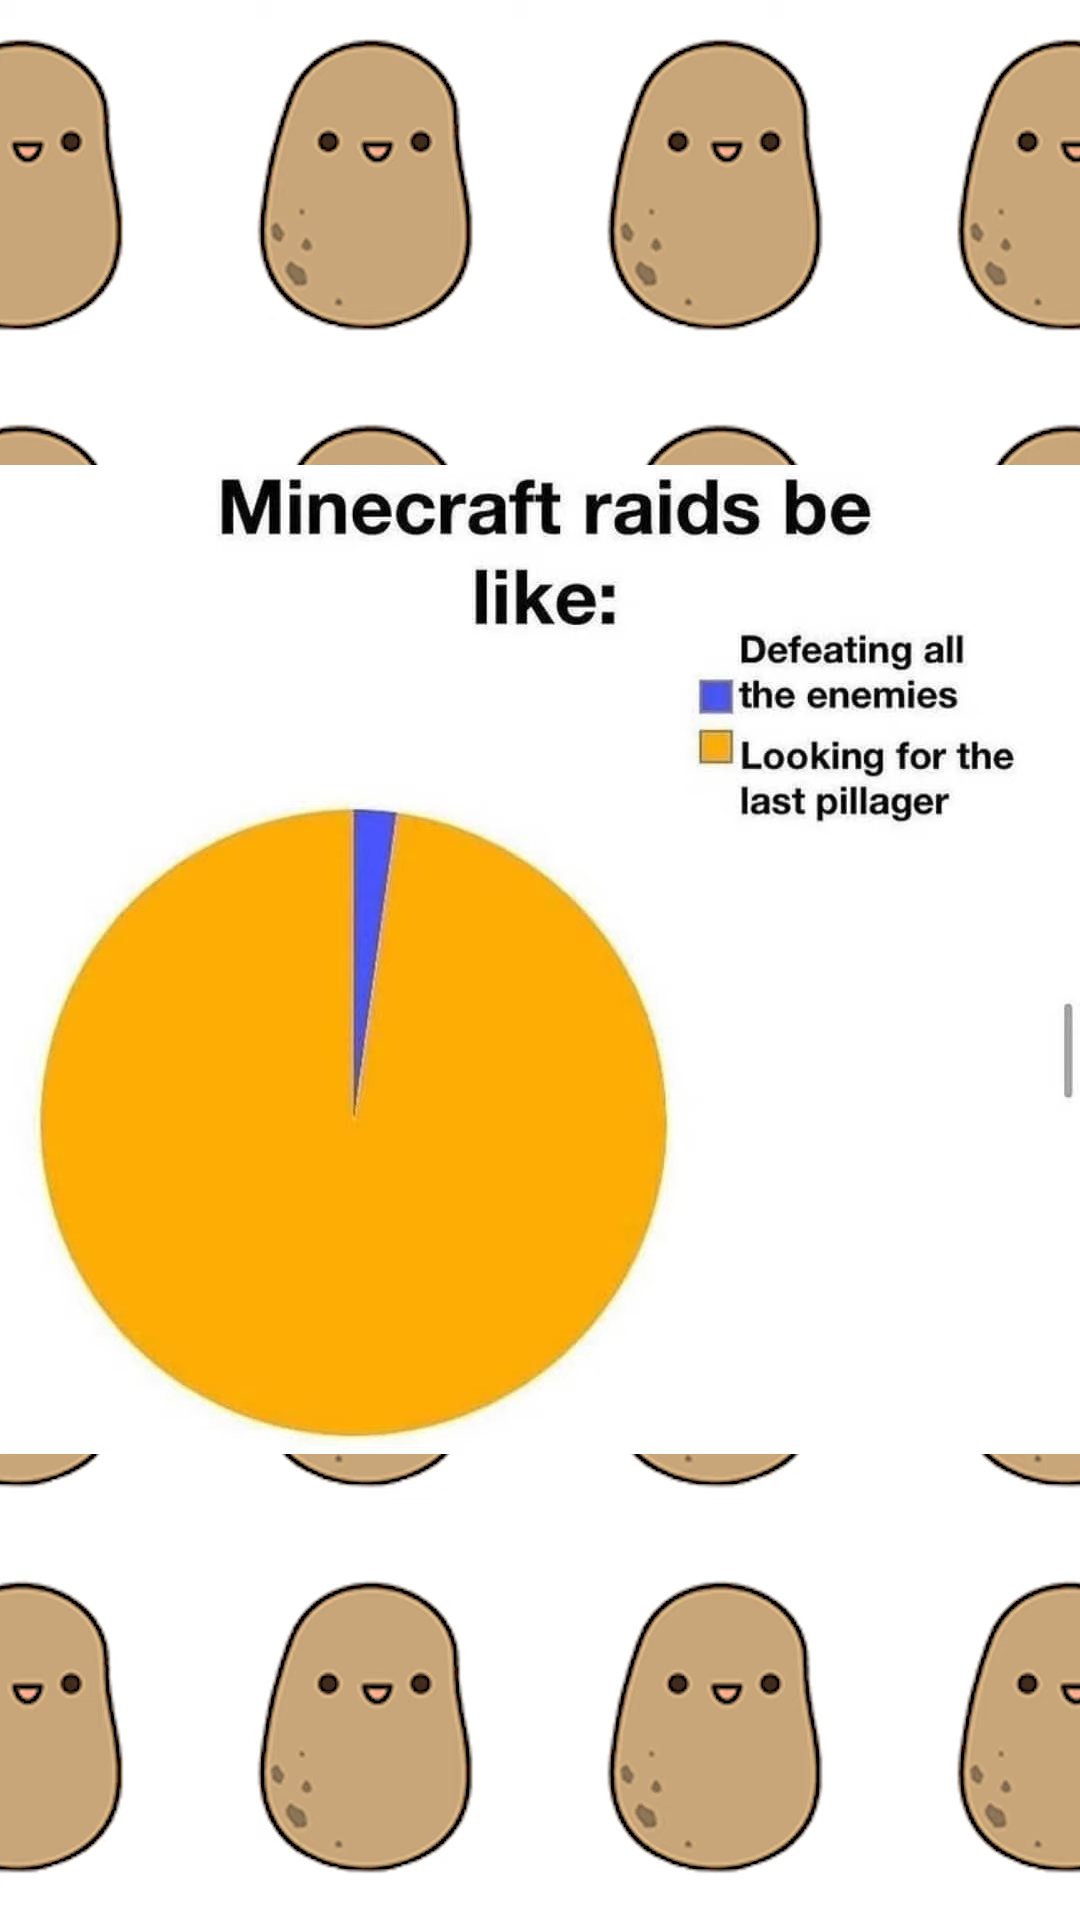 Minecraft raids be
like:
Defeating all
the enemies
Looking for the
last pillager